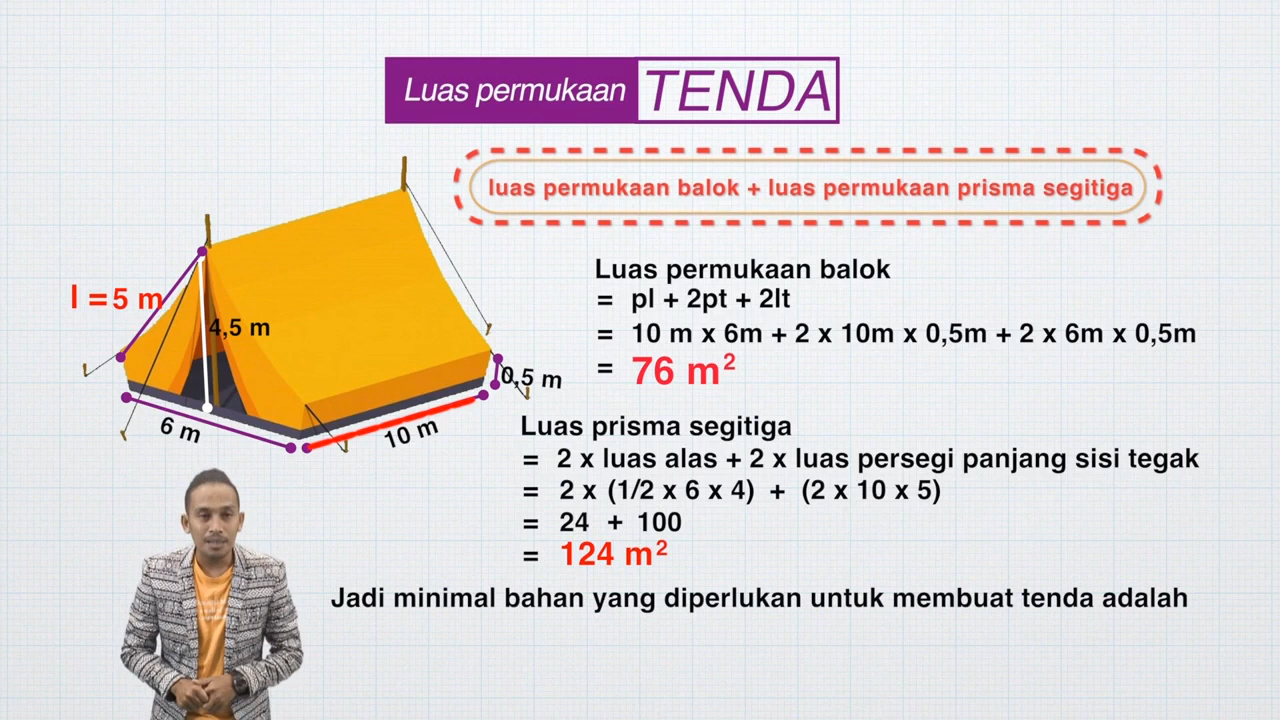 Luas permukaan TENDA
luas permukaan balok + luas permukaan prisma segitiga
l = 5 m
4,5 m
0,5 m
6 m
10 m
Luas permukaan balok
= pl + 2pt + 2lt
= 10 m x 6m + 2 x 10m x 0,5m + 2 x 6m x 0,5m
= 76 m²
Luas prisma segitiga
= 2 x luas alas + 2 x luas persegi panjang sisi tegak
= 2 x (1/2 x 6 x 4) + (2 x 10 x 5)
= 24 + 100
= 124 m²
Jadi minimal bahan yang diperlukan untuk membuat tenda adalah